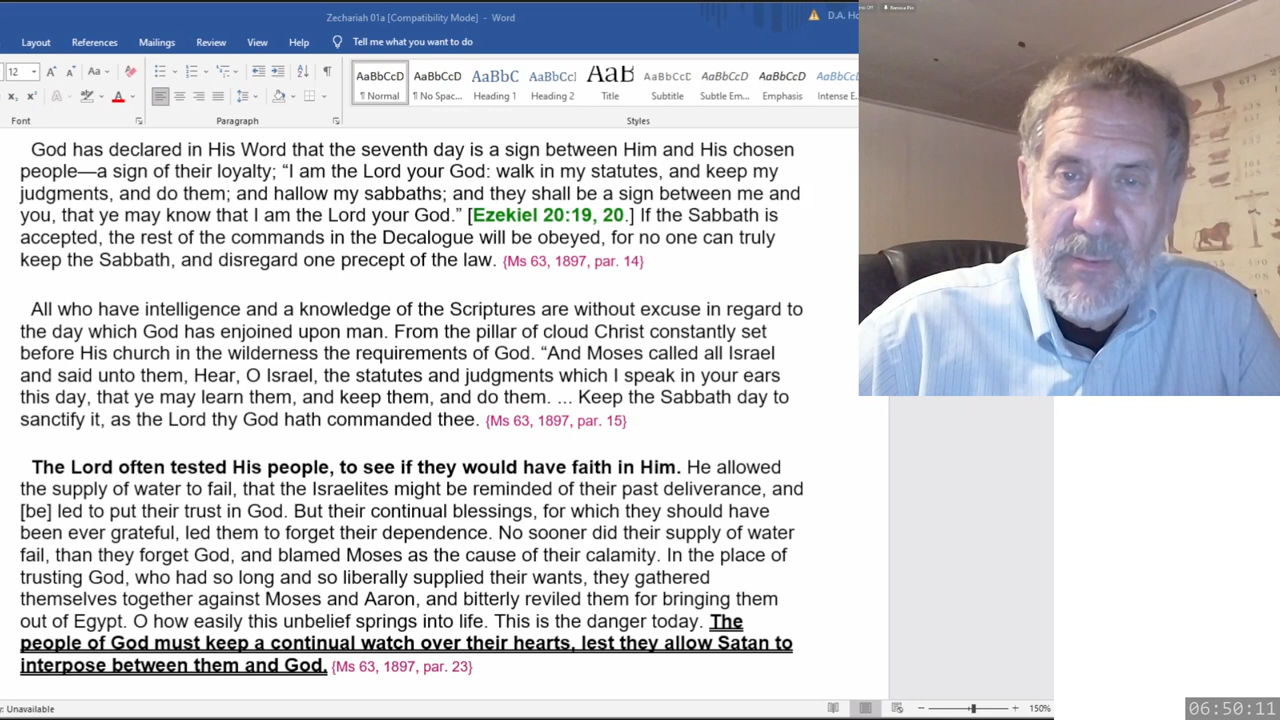 Zechariah 01a [Compatibility Mode] - Word
D.A. Ho
Layout References Mailings Review View Help Tell me what you want to do
12 Aa
AaBbCcD AaBbCcD AaBbC AaBbCcI AaB AaBbCcD AaBbCcD AaBbCcD AaBbCcD
¶ Normal ¶ No Spac... Heading 1 Heading 2 Title Subtitle Subtle Em... Emphasis Intense E...
Font Paragraph Styles
God has declared in His Word that the seventh day is a sign between Him and His chosen
people—a sign of their loyalty; “I am the Lord your God: walk in my statutes, and keep my
judgments, and do them; and hallow my sabbaths; and they shall be a sign between me and
you, that ye may know that I am the Lord your God.” [Ezekiel 20:19, 20.] If the Sabbath is
accepted, the rest of the commands in the Decalogue will be obeyed, for no one can truly
keep the Sabbath, and disregard one precept of the law. {Ms 63, 1897, par. 14}
All who have intelligence and a knowledge of the Scriptures are without excuse in regard to
the day which God has enjoined upon man. From the pillar of cloud Christ constantly set
before His church in the wilderness the requirements of God. “And Moses called all Israel
and said unto them, Hear, O Israel, the statutes and judgments which I speak in your ears
this day, that ye may learn them, and keep them, and do them. ... Keep the Sabbath day to
sanctify it, as the Lord thy God hath commanded thee. {Ms 63, 1897, par. 15}
The Lord often tested His people, to see if they would have faith in Him. He allowed
the supply of water to fail, that the Israelites might be reminded of their past deliverance, and
[be] led to put their trust in God. But their continual blessings, for which they should have
been ever grateful, led them to forget their dependence. No sooner did their supply of water
fail, than they forget God, and blamed Moses as the cause of their calamity. In the place of
trusting God, who had so long and so liberally supplied their wants, they gathered
themselves together against Moses and Aaron, and bitterly reviled them for bringing them
out of Egypt. O how easily this unbelief springs into life. This is the danger today. The
people of God must keep a continual watch over their hearts, lest they allow Satan to
interpose between them and God. {Ms 63, 1897, par. 23}
: Unavailable
150%
06:50:11